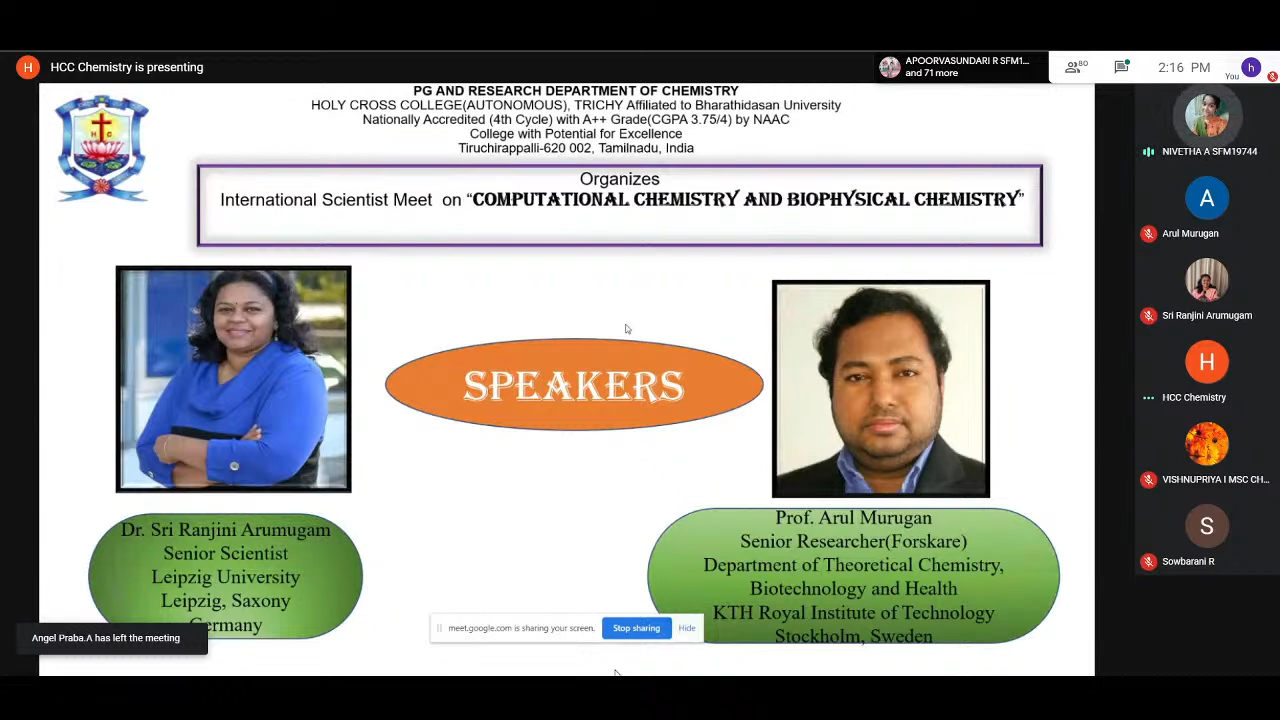 H
HCC Chemistry is presenting
APOORVASUNDARI R SFM1...
and 71 more
80
2:16 PM
You
h
PG AND RESEARCH DEPARTMENT OF CHEMISTRY
HOLY CROSS COLLEGE(AUTONOMOUS), TRICHY Affiliated to Bharathidasan University
Nationally Accredited (4th Cycle) with A++ Grade(CGPA 3.75/4) by NAAC
College with Potential for Excellence
Tiruchirappalli-620 002, Tamilnadu, India
H C
Organizes
International Scientist Meet on “COMPUTATIONAL CHEMISTRY AND BIOPHYSICAL CHEMISTRY”
SPEAKERS
Dr. Sri Ranjini Arumugam
Senior Scientist
Leipzig University
Leipzig, Saxony
Germany
Prof. Arul Murugan
Senior Researcher(Forskare)
Department of Theoretical Chemistry,
Biotechnology and Health
KTH Royal Institute of Technology
Stockholm, Sweden
meet.google.com is sharing your screen.
Stop sharing
Hide
Angel Praba.A has left the meeting
NIVETHA A SFM19744
A
Arul Murugan
Sri Ranjini Arumugam
H
HCC Chemistry
VISHNUPRIYA I MSC CH...
S
Sowbarani R